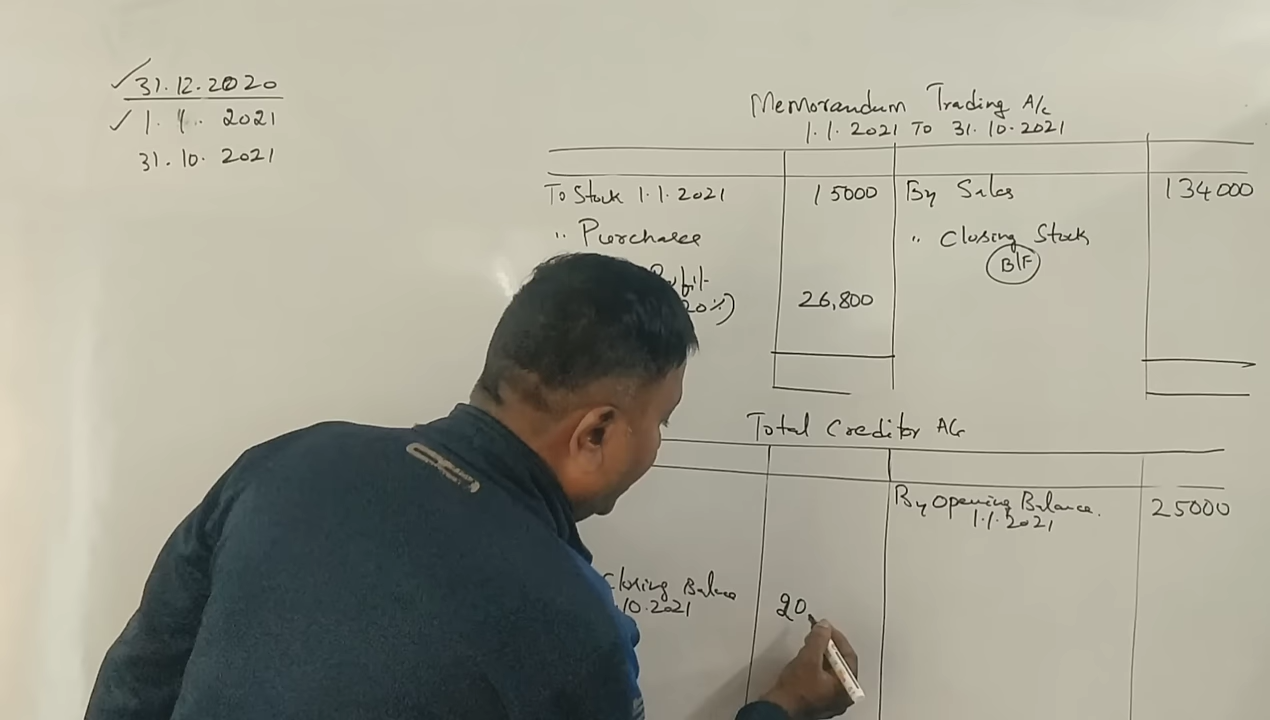 31.12.2020
1.1.2021
31.10.2021
Memorandum Trading A/c
1.1.2021 To 31.10.2021
To Stock 1.1.2021 15000 By Sales 134000
" Purchase " Closing Stock
B/F
20%) 26,800
Total Creditor A/c
By Opening Balance. 25000
1.1.2021
Closing Balance 20
10.2021